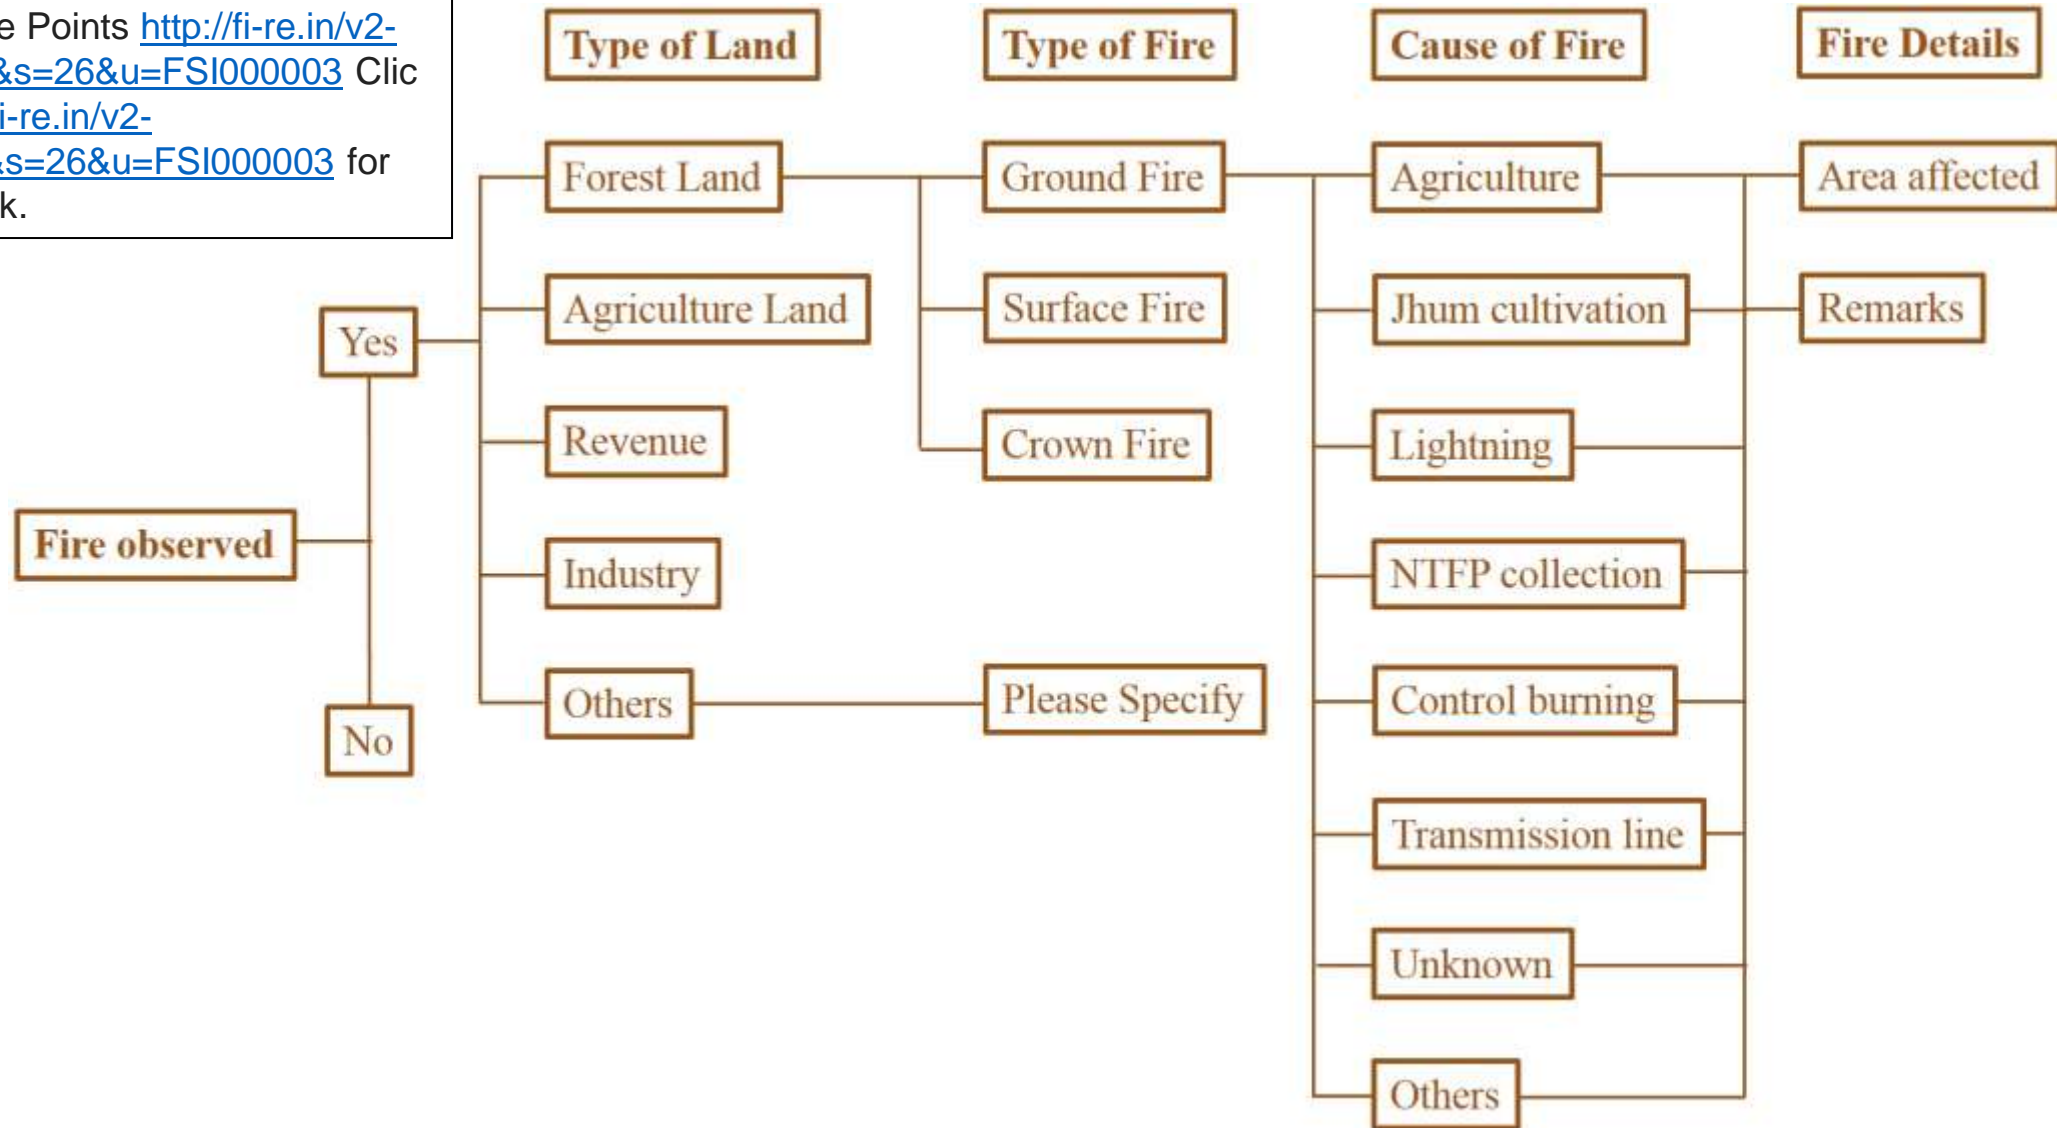 e Points http://fi-re.in/v2-
&s=26&u=FSI000003 Clic
i-re.in/v2-
&s=26&u=FSI000003 for
k.
Type of Land
Type of Fire
Cause of Fire
Fire Details
Forest Land
Ground Fire
Agriculture
Area affected
Agriculture Land
Surface Fire
Jhum cultivation
Remarks
Yes
Revenue
Crown Fire
Lightning
Fire observed
Industry
NTFP collection
Others
Please Specify
Control burning
No
Transmission line
Unknown
Others